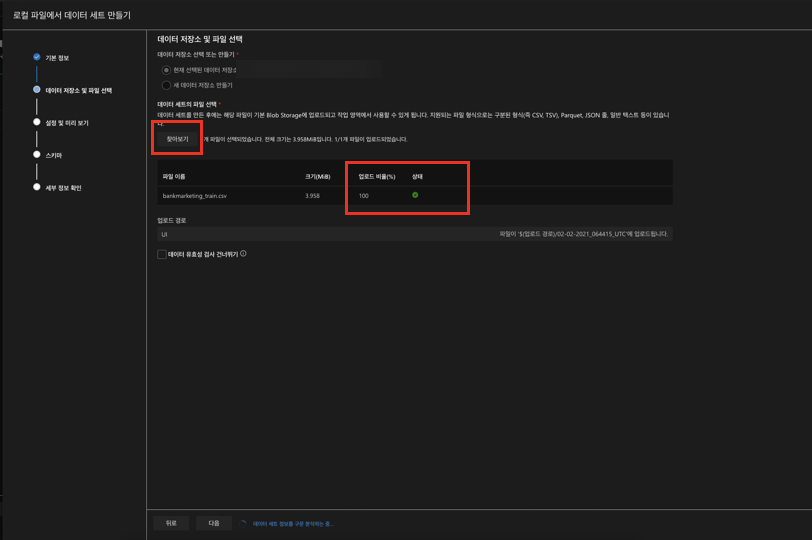 로컬 파일에서 데이터 세트 만들기
기본 정보
데이터 저장소 및 파일 선택
설정 및 미리 보기
스키마
세부 정보 확인
데이터 저장소 및 파일 선택
데이터 저장소 선택 또는 만들기 *
현재 선택된 데이터 저장소
새 데이터 저장소 만들기
데이터 세트의 파일 선택 *
데이터 세트를 만든 후에는 해당 파일이 기본 Blob Storage에 업로드되고 작업 영역에서 사용할 수 있게 됩니다. 지원되는 파일 형식으로는 구분된 형식(즉 CSV, TSV), Parquet, JSON 줄, 일반 텍스트 등이 있습니
다.
찾아보기
개 파일이 선택되었습니다. 전체 크기는 3.958MiB입니다. 1/1개 파일이 업로드되었습니다.
파일 이름 크기(MiB) 업로드 비율(%) 상태
bankmarketing_train.csv 3.958 100
업로드 경로
UI 파일이 '$(업로드 경로)/02-02-2021_064415_UTC'에 업로드됩니다.
데이터 유효성 검사 건너뛰기
뒤로 다음 데이터 세트 정보를 구문 분석하는 중...